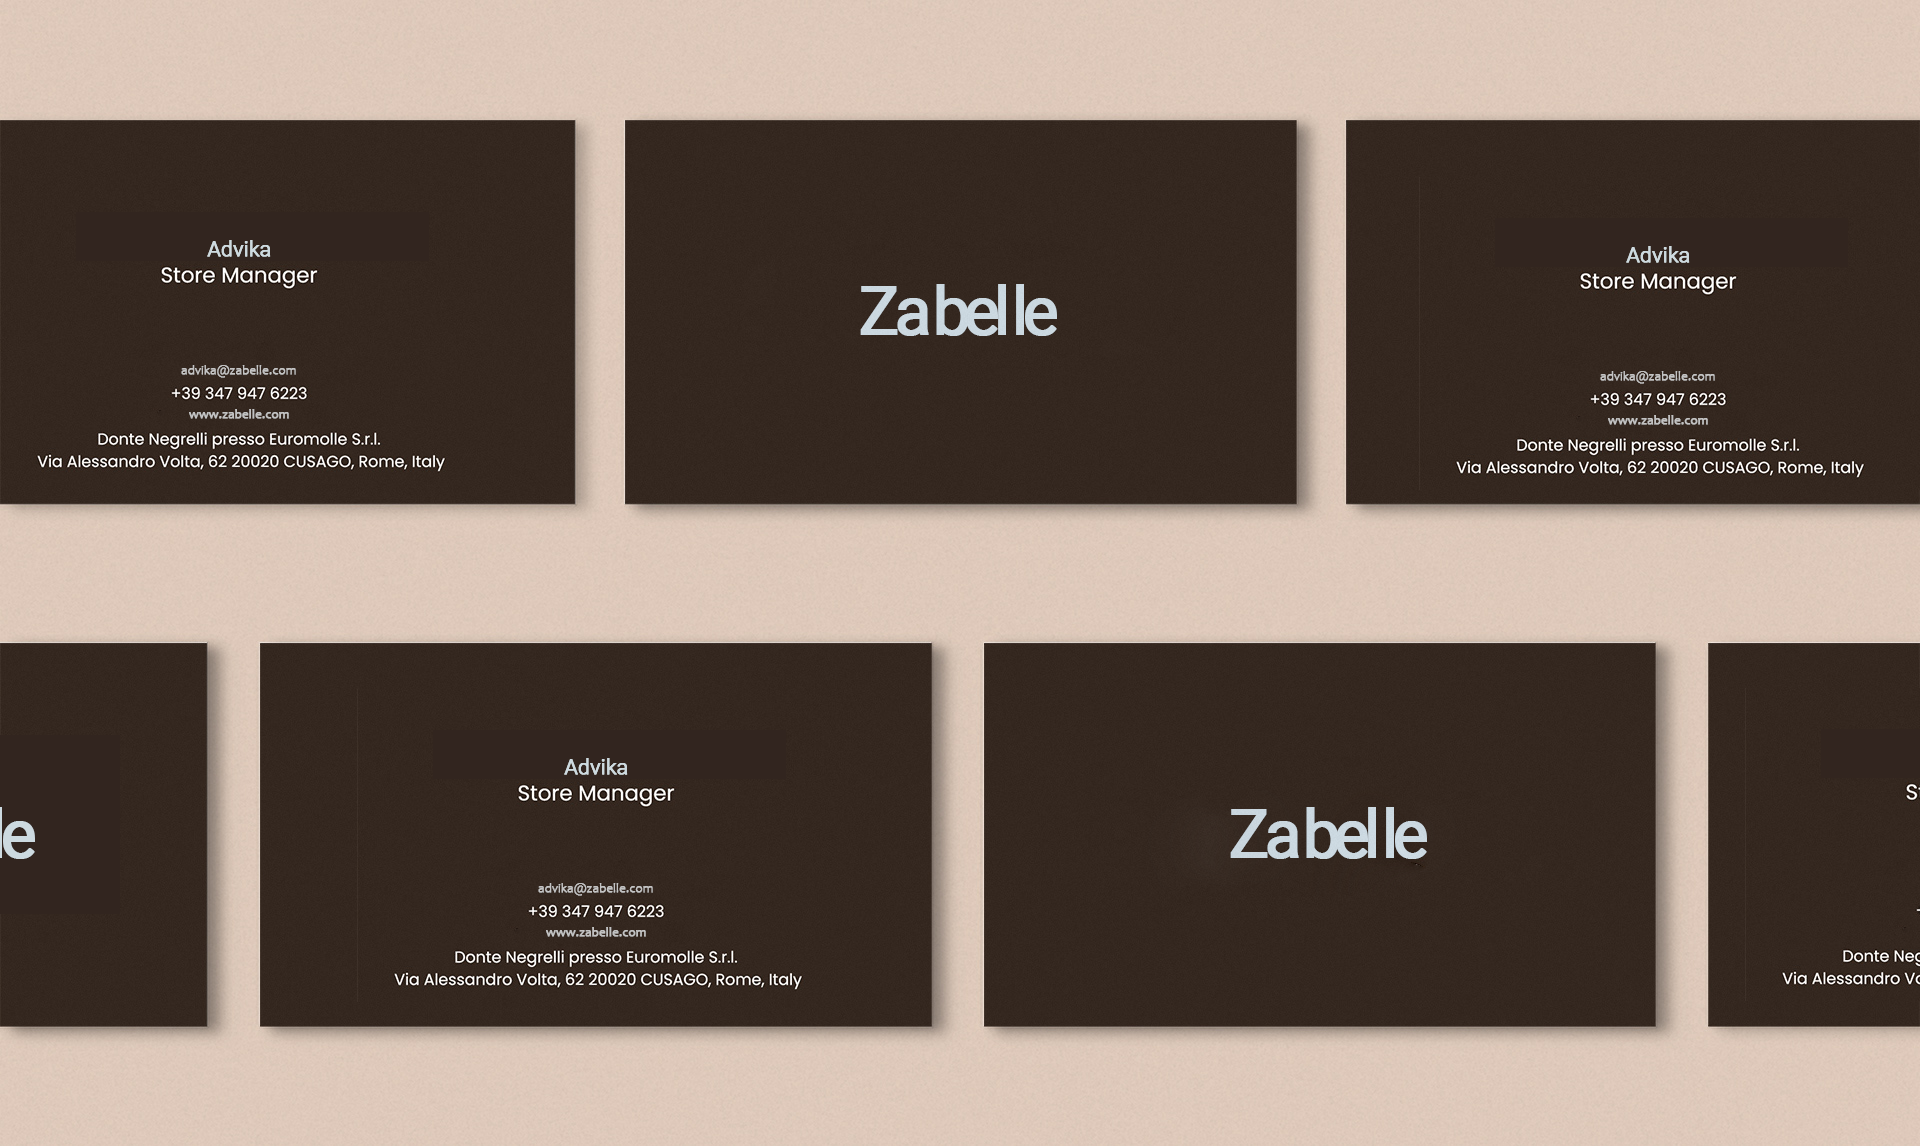 Advika
Store Manager
advika@zabelle.com
+39 347 947 6223
www.zabelle.com
Donte Negrelli presso Euromolle S.r.l.
Via Alessandro Volta, 62 20020 CUSAGO, Rome, Italy
Zabelle
Advika
Store Manager
advika@zabelle.com
+39 347 947 6223
www.zabelle.com
Donte Negrelli presso Euromolle S.r.l.
Via Alessandro Volta, 62 20020 CUSAGO, Rome, Italy
le
Advika
Store Manager
advika@zabelle.com
+39 347 947 6223
www.zabelle.com
Donte Negrelli presso Euromolle S.r.l.
Via Alessandro Volta, 62 20020 CUSAGO, Rome, Italy
Zabelle
Donte
Via Alessandro